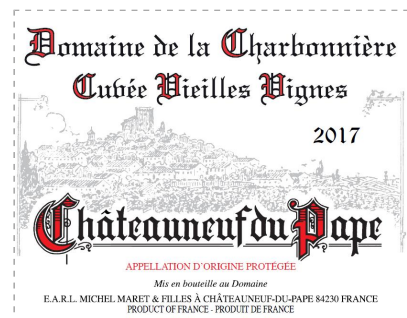 Domaine de la Charbonnière
Cuvée Vieilles Vignes
2017
Châteauneuf du Pape
APPELLATION D'ORIGINE PROTÉGÉE
Mis en bouteille au Domaine
E.A.R.L. MICHEL MARET & FILLES À CHÂTEAUNEUF-DU-PAPE 84230 FRANCE
PRODUCT OF FRANCE - PRODUIT DE FRANCE